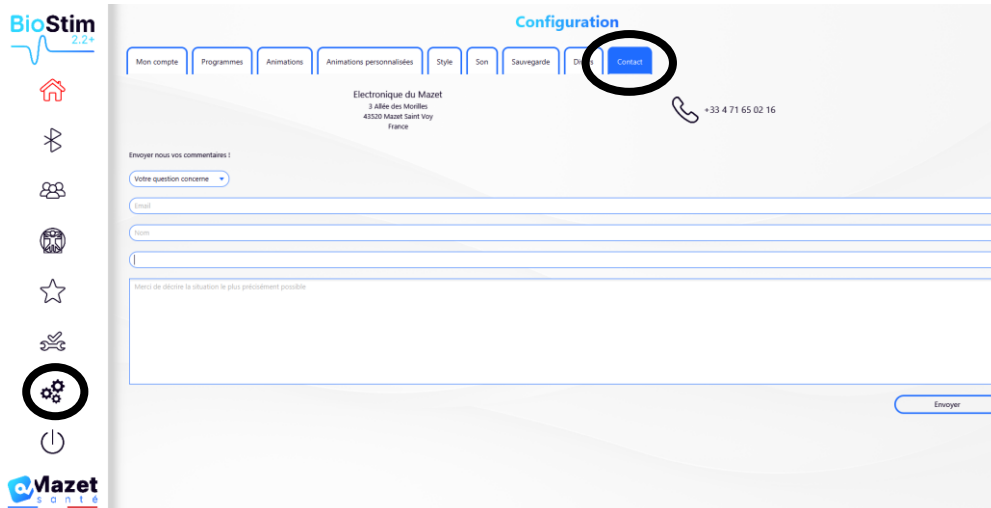 BioStim
2.2+
Configuration
Mon compte
Programmes
Animations
Animations personnalisées
Style
Son
Sauvegarde
Contact
Electronique du Mazet
3 Allée des Morilles
43520 Mazet Saint Voy
France
+33 4 71 65 02 16
Envoyer nous vos commentaires !
Votre question concerne
Email
Nom
Merci de décrire la situation le plus précisément possible
Envoyer
Mazet
santé